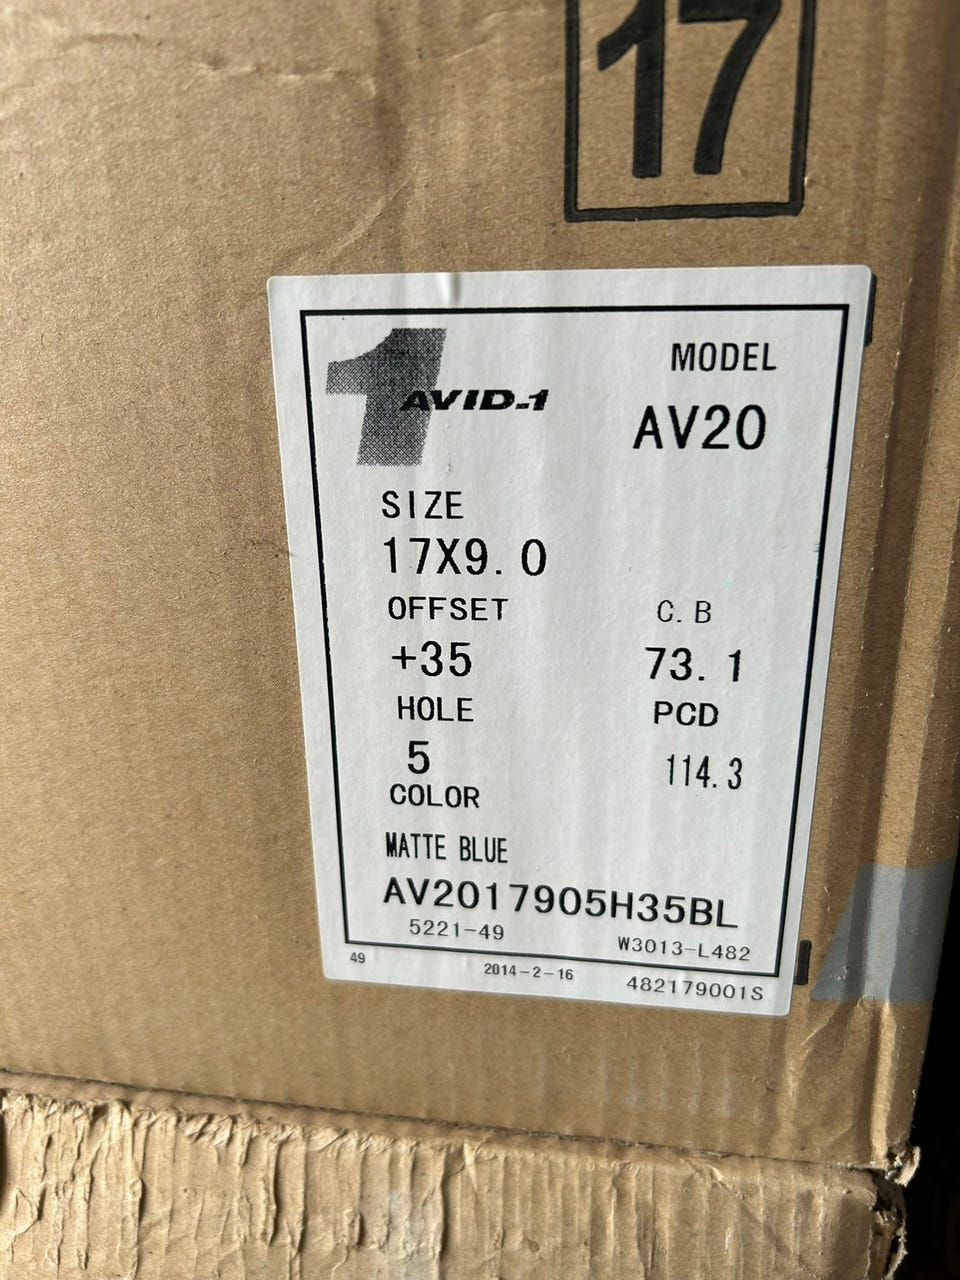 17
1
AVID.1
MODEL
AV20
SIZE
17X9.0
OFFSET
C.B
+35
73.1
HOLE
PCD
5
114.3
COLOR
MATTE BLUE
AV2017905H35BL
5221-49
W3013-L482
49
2014-2-16
482179001S